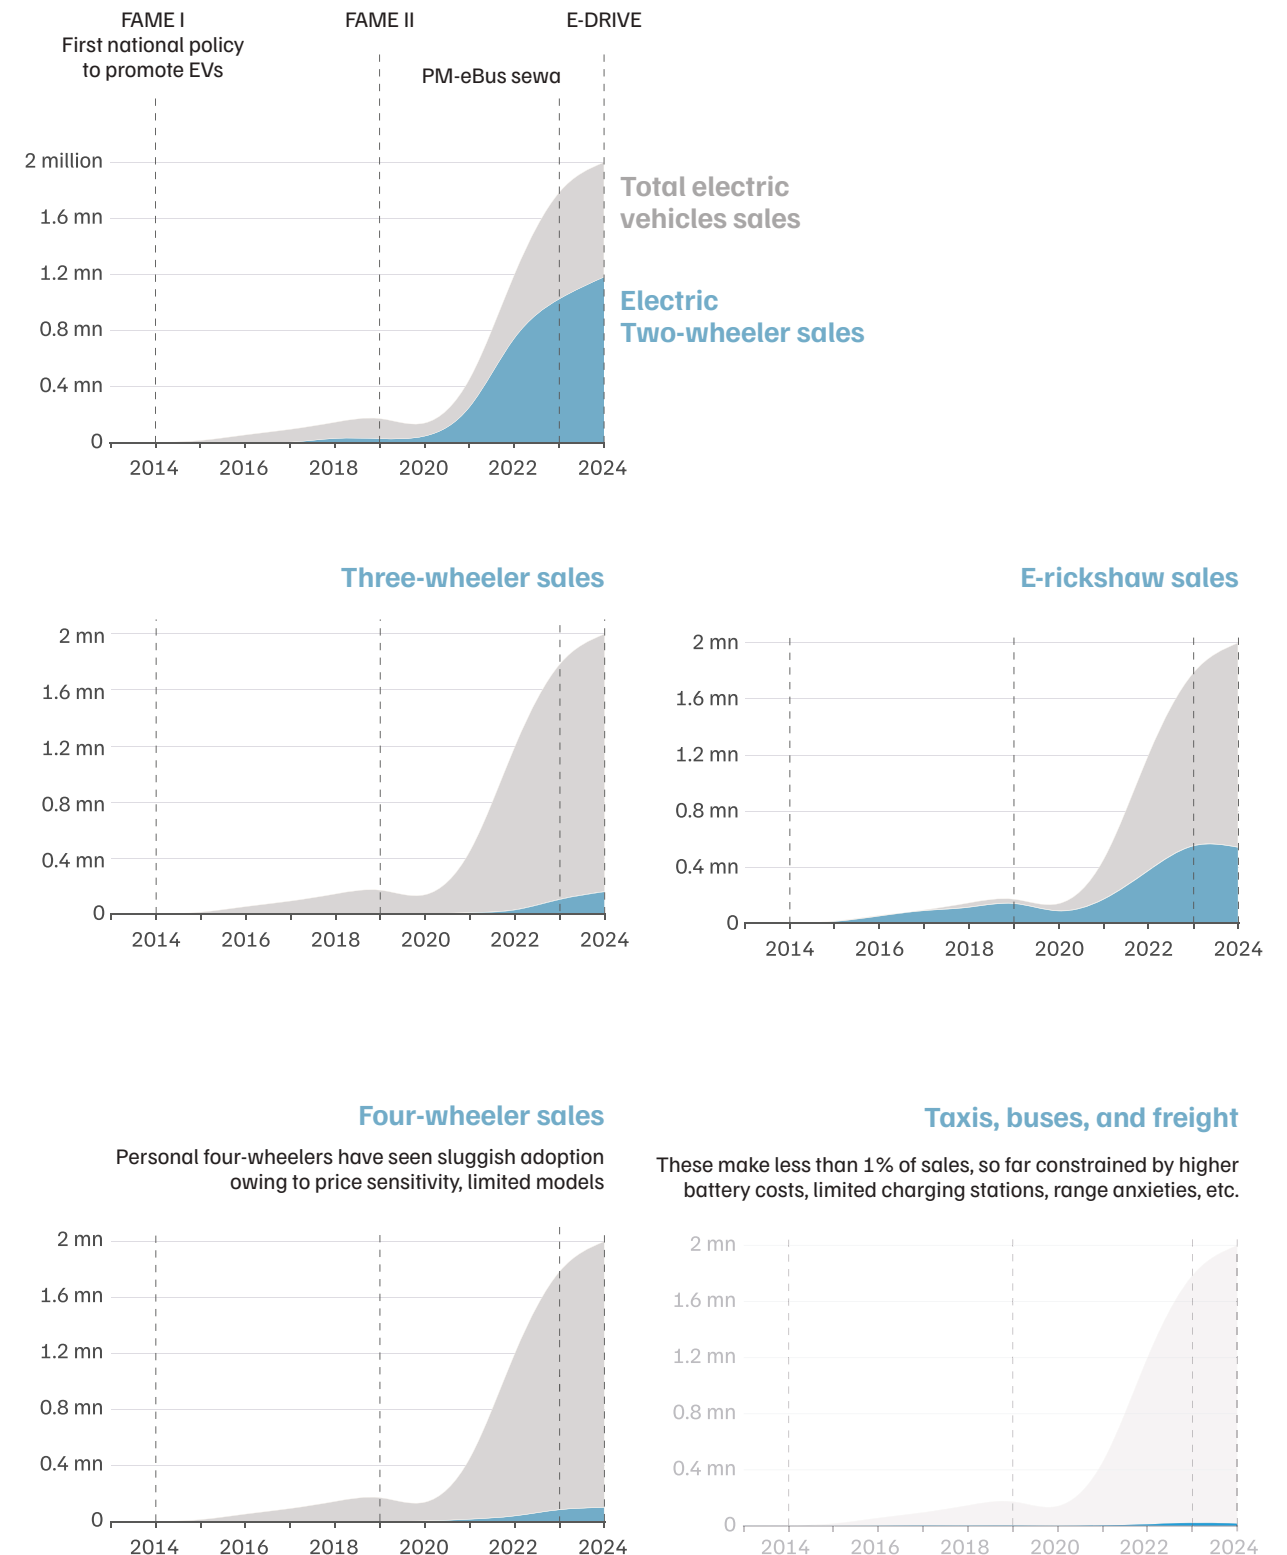 FAME I
First national policy
to promote EVs
FAME II
PM-eBus sewa
E-DRIVE
2 million
1.6 mn
1.2 mn
0.8 mn
0.4 mn
0
2014 2016 2018 2020 2022 2024
Total electric
vehicles sales
Electric
Two-wheeler sales
Three-wheeler sales
2 mn
1.6 mn
1.2 mn
0.8 mn
0.4 mn
0
2014 2016 2018 2020 2022 2024
E-rickshaw sales
2 mn
1.6 mn
1.2 mn
0.8 mn
0.4 mn
0
2014 2016 2018 2020 2022 2024
Four-wheeler sales
Personal four-wheelers have seen sluggish adoption
owing to price sensitivity, limited models
2 mn
1.6 mn
1.2 mn
0.8 mn
0.4 mn
0
2014 2016 2018 2020 2022 2024
Taxis, buses, and freight
These make less than 1% of sales, so far constrained by higher
battery costs, limited charging stations, range anxieties, etc.
2 mn
1.6 mn
1.2 mn
0.8 mn
0.4 mn
0
2014 2016 2018 2020 2022 2024